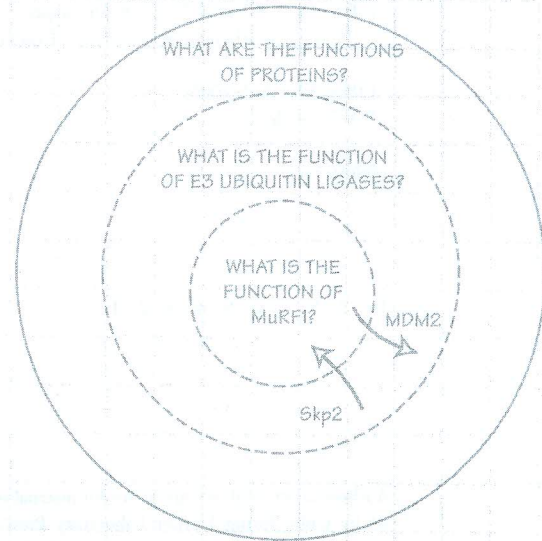 WHAT ARE THE FUNCTIONS
OF PROTEINS?
WHAT IS THE FUNCTION
OF E3 UBIQUITIN LIGASES?
WHAT IS THE
FUNCTION OF
MuRF1?
MDM2
Skp2